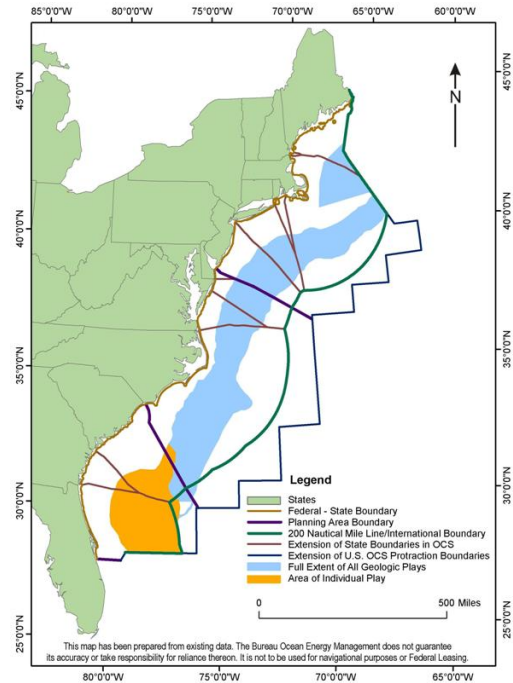 85°0'0"W 80°0'0"W 75°0'0"W 70°0'0"W 65°0'0"W 60°0'0"W
45°0'0"N
45°0'0"N
N
40°0'0"N
40°0'0"N
35°0'0"N
35°0'0"N
30°0'0"N
30°0'0"N
25°0'0"N
25°0'0"N
Legend
States
Federal - State Boundary
Planning Area Boundary
200 Nautical Mile Line/International Boundary
Extension of State Boundaries in OCS
Extension of U.S. OCS Protraction Boundaries
Full Extent of All Geologic Plays
Area of Individual Play
0 500 Miles
This map has been prepared from existing data. The Bureau Ocean Energy Management does not guarantee
its accuracy or take responsibility for reliance thereon. It is not to be used for navigational purposes or Federal Leasing.
80°0'0"W 75°0'0"W 70°0'0"W 65°0'0"W